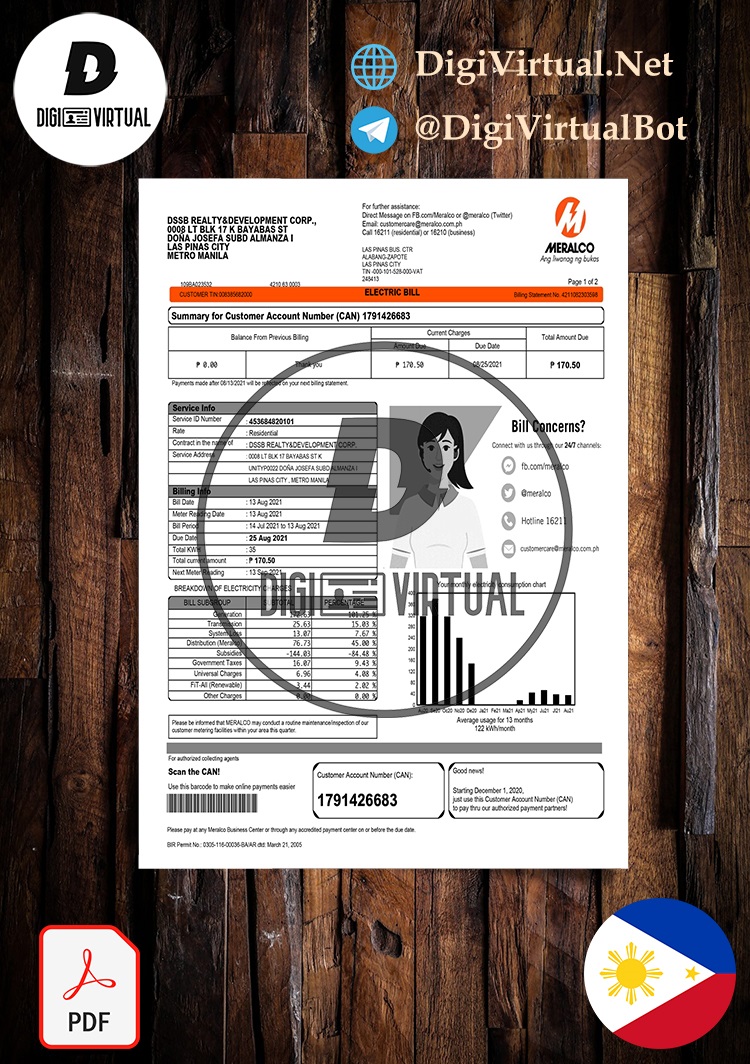 DIGI VIRTUAL
DigiVirtual.Net
@DigiVirtualBot
DSSB REALTY&DEVELOPMENT CORP.,
0008 LT BLK 17 K BAYABAS ST
DOÑA JOSEFA SUBD ALMANZA I
LAS PINAS CITY
METRO MANILA
For further assistance:
Direct Message on FB.com/Meralco or @meralco (Twitter)
Email: customercare@meralco.com.ph
Call 16211 (residential) or 16210 (business)
LAS PINAS BUS. CTR
ALABANG-ZAPOTE
LAS PINAS CITY
TIN -000-101-528-000-VAT
248413
MERALCO
Ang liwanag ng bukas
Page 1 of 2
109BA023532 4210 63 0003
CUSTOMER TIN:006385682000 ELECTRIC BILL Billing Statement No. 4211052303598
Summary for Customer Account Number (CAN) 1791426683
Balance From Previous Billing Current Charges Total Amount Due
Amount Due Due Date
₱ 0.00 Thank you ₱ 170.50 08/25/2021 ₱ 170.50
Payments made after 08/13/2021 will be reflected on your next billing statement.
Service Info
Service ID Number : 453684820101
Rate : Residential
Contract in the name of : DSSB REALTY&DEVELOPMENT CORP.
Service Address : 0008 LT BLK 17 BAYABAS ST K
UNITYP0022 DOÑA JOSEFA SUBD ALMANZA I
LAS PINAS CITY , METRO MANILA
Billing Info
Bill Date : 13 Aug 2021
Meter Reading Date : 13 Aug 2021
Bill Period : 14 Jul 2021 to 13 Aug 2021
Due Date : 25 Aug 2021
Total KWH : 35
Total current amount : ₱ 170.50
Next Meter Reading : 13 Sep 2021
Bill Concerns?
Connect with us through our 24/7 channels:
fb.com/meralco
@meralco
Hotline 16211
customercare@meralco.com.ph
DIGI VIRTUAL
BREAKDOWN OF ELECTRICITY CHARGES
BILL SUBGROUP SUBTOTAL PERCENTAGE
Generation 101.25 %
Transmission 25.63 15.03 %
System Loss 13.07 7.67 %
Distribution (Meralco) 76.73 45.00 %
Subsidies -144.03 -84.48 %
Government Taxes 16.07 9.43 %
Universal Charges 6.96 4.08 %
FiT-All (Renewable) 3.44 2.02 %
Other Charges 0.00 0.00 %
Your monthly electricity consumption chart
400
360
320
280
240
200
160
120
80
40
0
Au20 Se20 Oc20 No20 De20 Ja21 Fe21 Ma21 Ap21 My21 Ju21 Jl21 Au21
Average usage for 13 months
122 kWh/month
Please be informed that MERALCO may conduct a routine maintenance/inspection of
our customer metering facilities within your area this quarter.
For authorized collecting agents
Scan the CAN!
Use this barcode to make online payments easier
Customer Account Number (CAN):
1791426683
Good news!
Starting December 1, 2020,
just use this Customer Account Number (CAN)
to pay thru our authorized payment partners!
Please pay at any Meralco Business Center or through any accredited payment center on or before the due date.
BIR Permit No.: 0305-116-00036-BA/AR dtd: March 21, 2005
PDF